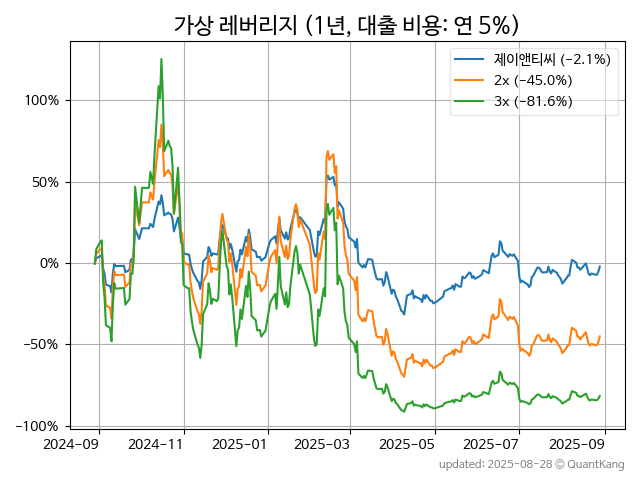 가상 레버리지 (1년, 대출 비용: 연 5%)
제이앤티씨 (−2.1%)
2x (−45.0%)
3x (−81.6%)
100%
50%
0%
−50%
−100%
2024-09 2024-11 2025-01 2025-03 2025-05 2025-07 2025-09
updated: 2025-08-28 © QuantKang